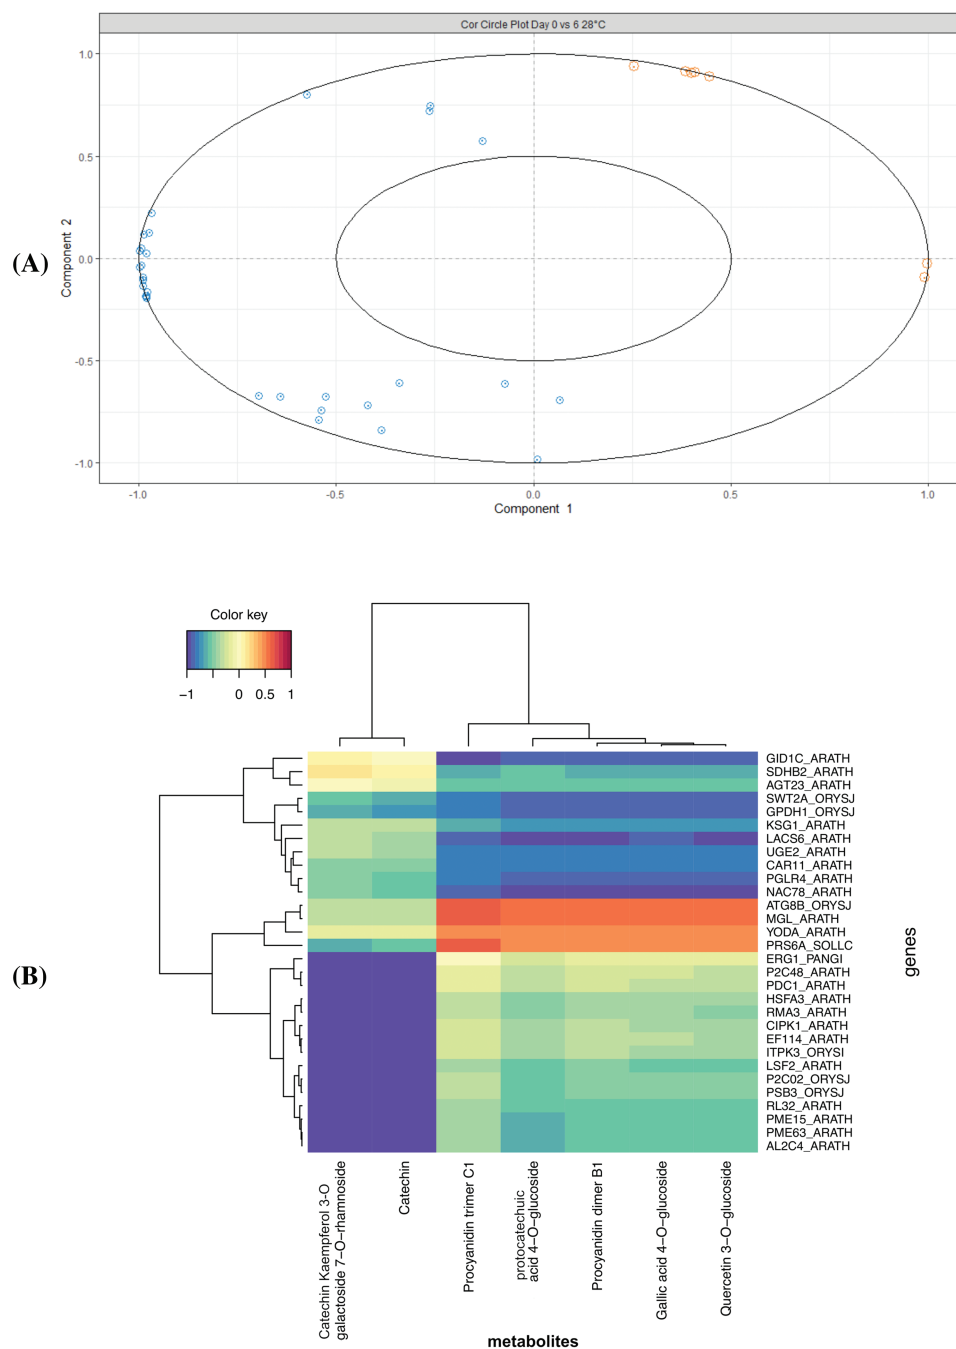 Cor Circle Plot Day 0 vs 6 28°C
1.0
0.5
0.0
-0.5
-1.0
Component 2
(A)
-1.0 -0.5 0.0 0.5 1.0
Component 1
Color key
−1 0 0.5 1
GID1C_ARATH
SDHB2_ARATH
AGT23_ARATH
SWT2A_ORYSJ
GPDH1_ORYSJ
KSG1_ARATH
LACS6_ARATH
UGE2_ARATH
CAR11_ARATH
PGLR4_ARATH
NAC78_ARATH
ATG8B_ORYSJ
MGL_ARATH
YODA_ARATH
PRS6A_SOLLC
ERG1_PANGI
P2C48_ARATH
PDC1_ARATH
HSFA3_ARATH
RMA3_ARATH
CIPK1_ARATH
EF114_ARATH
ITPK3_ORYSI
LSF2_ARATH
P2C02_ORYSJ
PSB3_ORYSJ
RL32_ARATH
PME15_ARATH
PME63_ARATH
AL2C4_ARATH
genes
(B)
Catechin Kaempferol 3-O
galactoside 7-O-rhamnoside
Catechin
Procyanidin trimer C1
protocatechuic
acid 4-O-glucoside
Procyanidin dimer B1
Gallic acid 4-O-glucoside
Quercetin 3-O-glucoside
metabolites